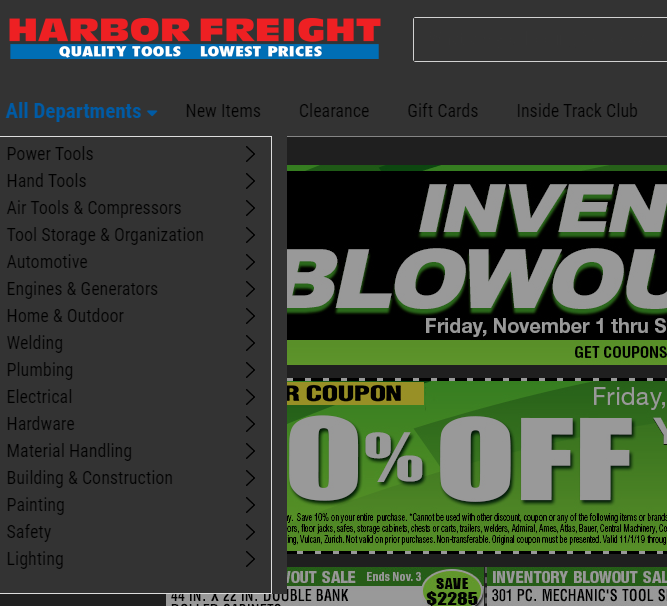 HARBOR FREIGHT
QUALITY TOOLS LOWEST PRICES
All Departments
New Items
Clearance
Gift Cards
Inside Track Club
Power Tools
Hand Tools
Air Tools & Compressors
Tool Storage & Organization
Automotive
Engines & Generators
Home & Outdoor
Welding
Plumbing
Electrical
Hardware
Material Handling
Building & Construction
Painting
Safety
Lighting
INVEN
BLOWOU
Friday, November 1 thru S
GET COUPONS
R COUPON
Friday,
0% OFF Y
y. Save 10% on your entire purchase. *Cannot be used with other discount, coupon or any of the following items or brands
ors, floor jacks, safes, storage cabinets, chests or carts, trailers, welders, Admiral, Ames, Atlas, Bauer, Central Machinery, Co
ing, Vulcan, Zurich. Not valid on prior purchases. Non-transferable. Original coupon must be presented. Valid 11/1/19 throug
WOUT SALE Ends Nov. 3
SAVE
$2285
44 IN. X 22 IN. DOUBLE BANK
ROLLER CABINETS
INVENTORY BLOWOUT SAL
301 PC. MECHANIC'S TOOL S